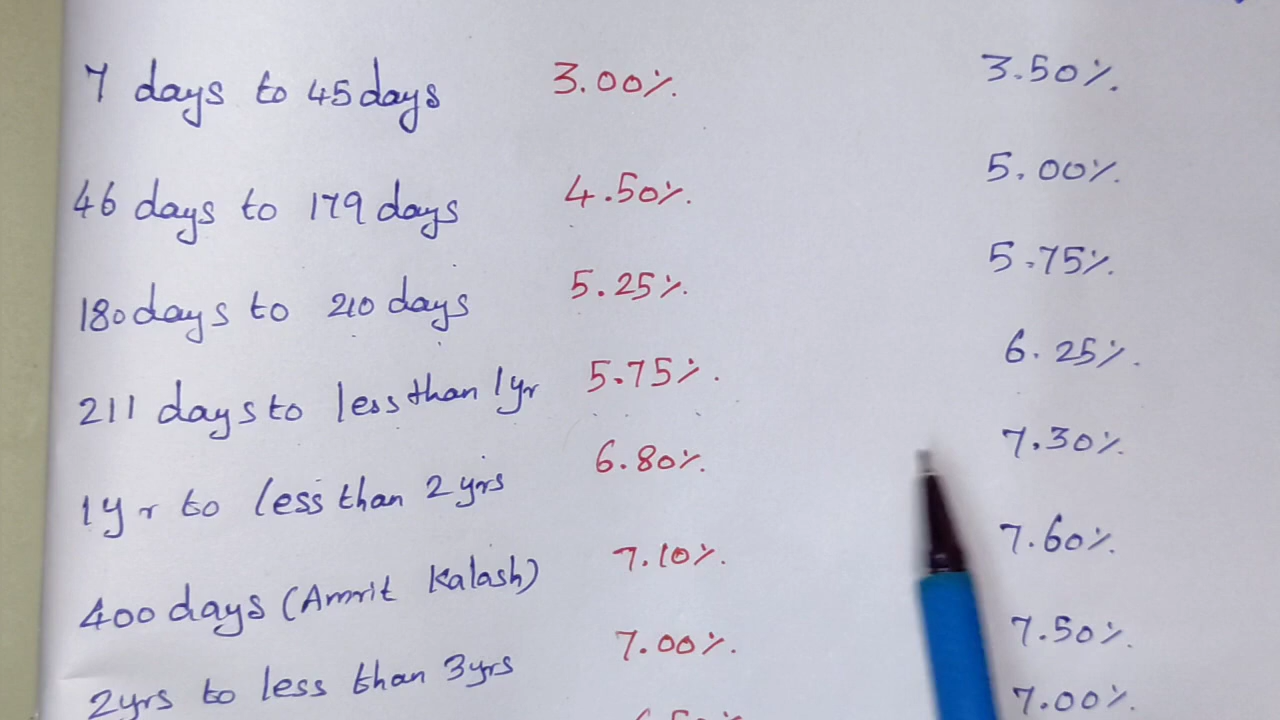 7 days to 45 days 3.00% 3.50%
46 days to 179 days 4.50% 5.00%
180 days to 210 days 5.25% 5.75%
211 days to less than 1yr 5.75% 6.25%
1yr to less than 2yrs 6.80% 7.30%
400 days (Amrit Kalash) 7.10% 7.60%
2yrs to less than 3yrs 7.00% 7.50%
7.00%